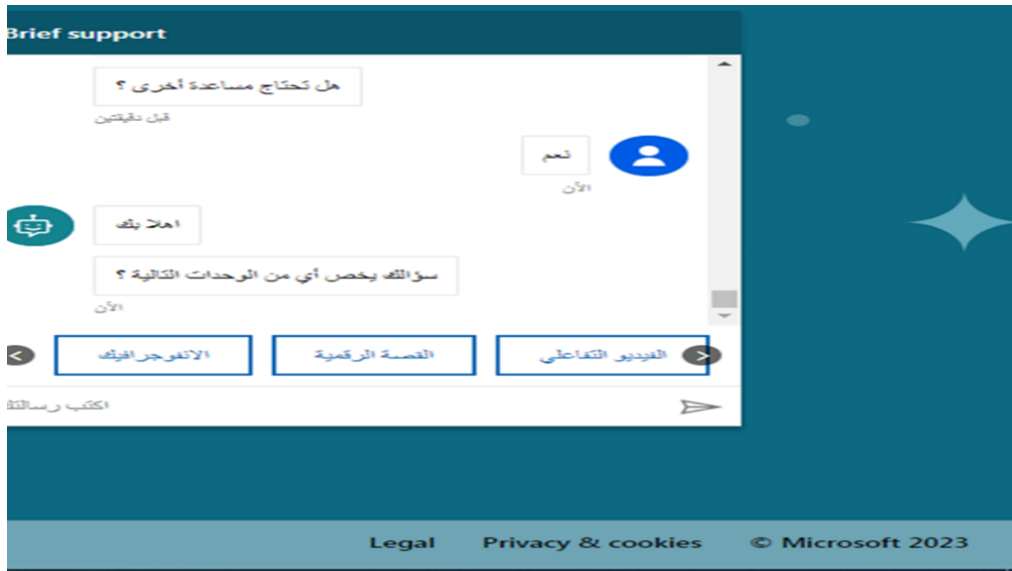 Brief support
هل تحتاج مساعدة أخرى ؟
قبل دقيقتين
نعم
الآن
اهلا بك
سؤالك يخص أي من الوحدات التالية ؟
الآن
الفيديو التفاعلي
القصة الرقمية
الانفوجرافيك
اكتب رسالتك
Legal Privacy & cookies © Microsoft 2023